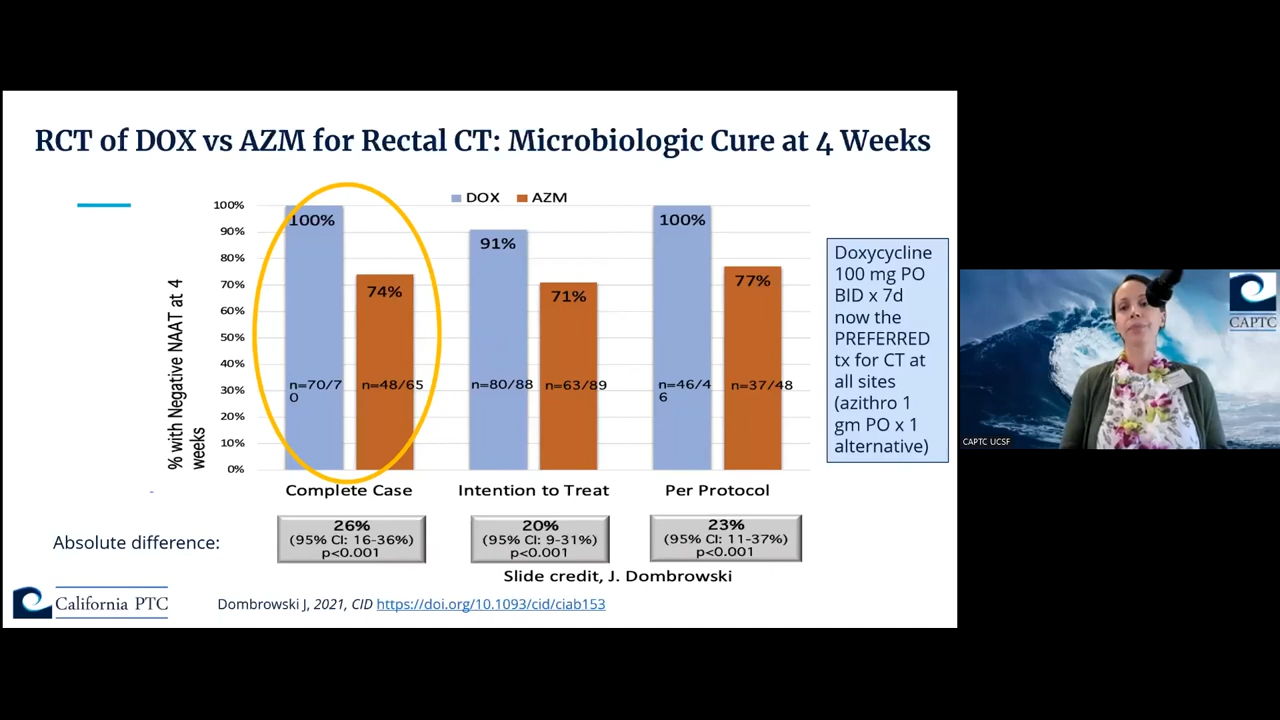 RCT of DOX vs AZM for Rectal CT: Microbiologic Cure at 4 Weeks
DOX AZM
% with Negative NAAT at 4
weeks
100%
90%
80%
70%
60%
50%
40%
30%
20%
10%
0%
100%
74%
91%
71%
100%
77%
n=70/7
0
n=48/65
n=80/88
n=63/89
n=46/4
6
n=37/48
Complete Case
Intention to Treat
Per Protocol
Absolute difference:
26%
(95% CI: 16-36%)
p<0.001
20%
(95% CI: 9-31%)
p<0.001
23%
(95% CI: 11-37%)
p<0.001
Doxycycline
100 mg PO
BID x 7d
now the
PREFERRED
tx for CT at
all sites
(azithro 1
gm PO x 1
alternative)
Slide credit, J. Dombrowski
California PTC
Dombrowski J, 2021, CID https://doi.org/10.1093/cid/ciab153
CAPTC
CAPTC UCSF